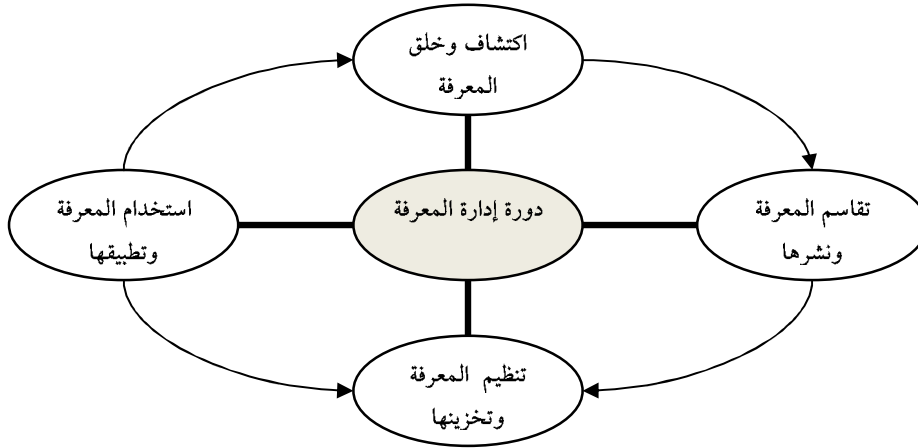 اكتشاف وخلق
المعرفة
استخدام المعرفة
وتطبيقها
دورة إدارة المعرفة
تقاسم المعرفة
ونشرها
تنظيم المعرفة
وتخزينها